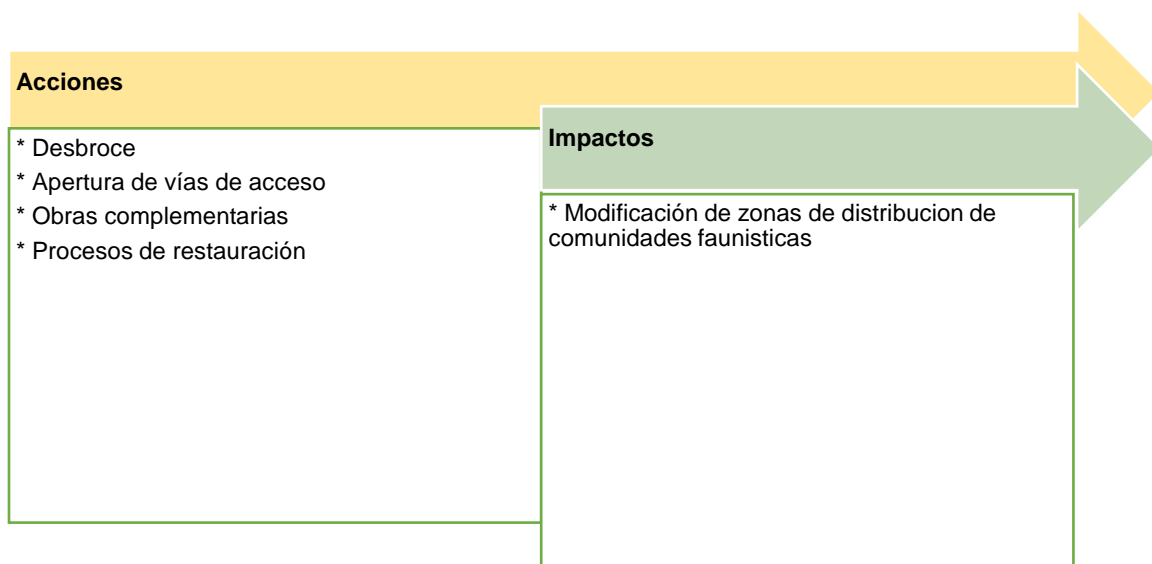 Acciones
* Desbroce
* Apertura de vías de acceso
* Obras complementarias
* Procesos de restauración
Impactos
* Modificación de zonas de distribucion de
comunidades faunisticas